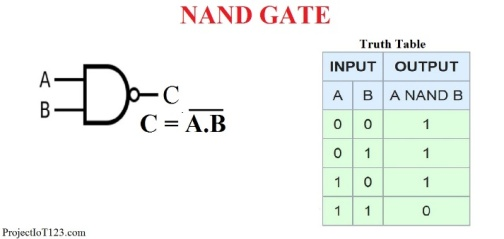 NAND GATE
A
B
C
C = A.B
Truth Table
INPUT OUTPUT
A B A NAND B
0 0 1
0 1 1
1 0 1
1 1 0
ProjectIoT123.com